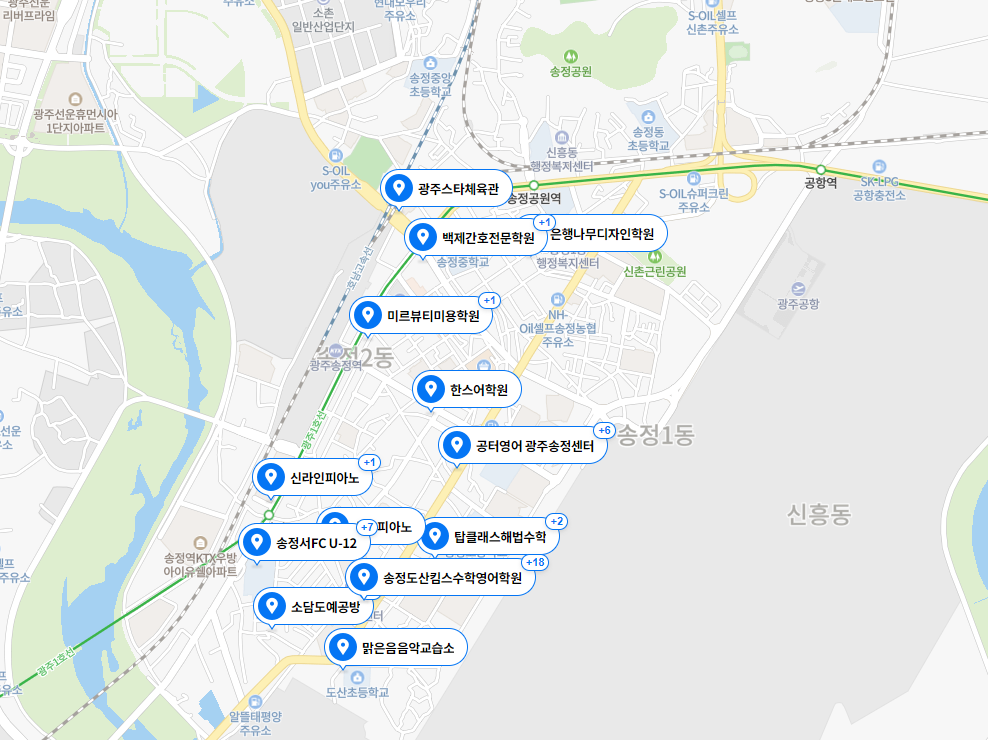 리버프라임
소촌
일반산업단지
현대모우리
주유소
S-OIL셀프
신촌주유소
송정공원
송정중앙
초등학교
광주선운휴먼시아
1단지아파트
송정동
초등학교
신흥동
행정복지센터
S-OIL
you주유소
광주스타체육관
송정공원역
S-OIL슈퍼크린
주유소
공항역
SK LPG
공항충전소
+1
백제간호전문학원
은행나무디자인학원
송정중학교
행정복지센터
신촌근린공원
호남고속선
광주공항
+1
미르뷰티미용학원
NH-
Oil셀프송정농협
주유소
송정2동
광주송정역
한스어학원
광주1호선
+6
공터영어 광주송정센터
송정1동
+1
신라인피아노
신흥동
피아노
+2
탑클래스해법수학
+7
송정서FC U-12
송정역KTX우방
아이유쉘아파트
+18
송정도산킴스수학영어학원
소담도예공방
센터
맑은음음악교습소
광주1호선
도산초등학교
알뜰태평양
주유소